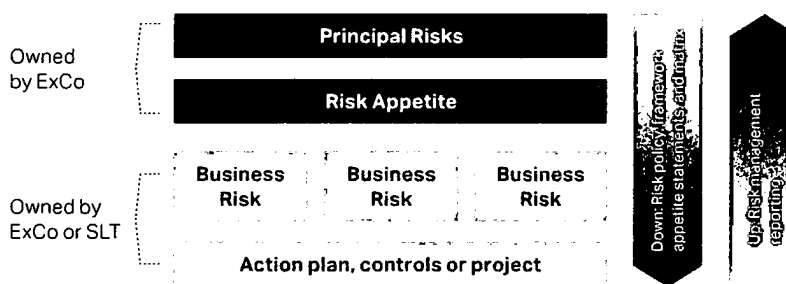 Owned
by ExCo
Principal Risks
Risk Appetite
Owned by
ExCo or SLT
Business
Risk
Business
Risk
Business
Risk
Action plan, controls or project
Down: Risk policy, framework
appetite statements and matrix
Up: Risk management
reporting